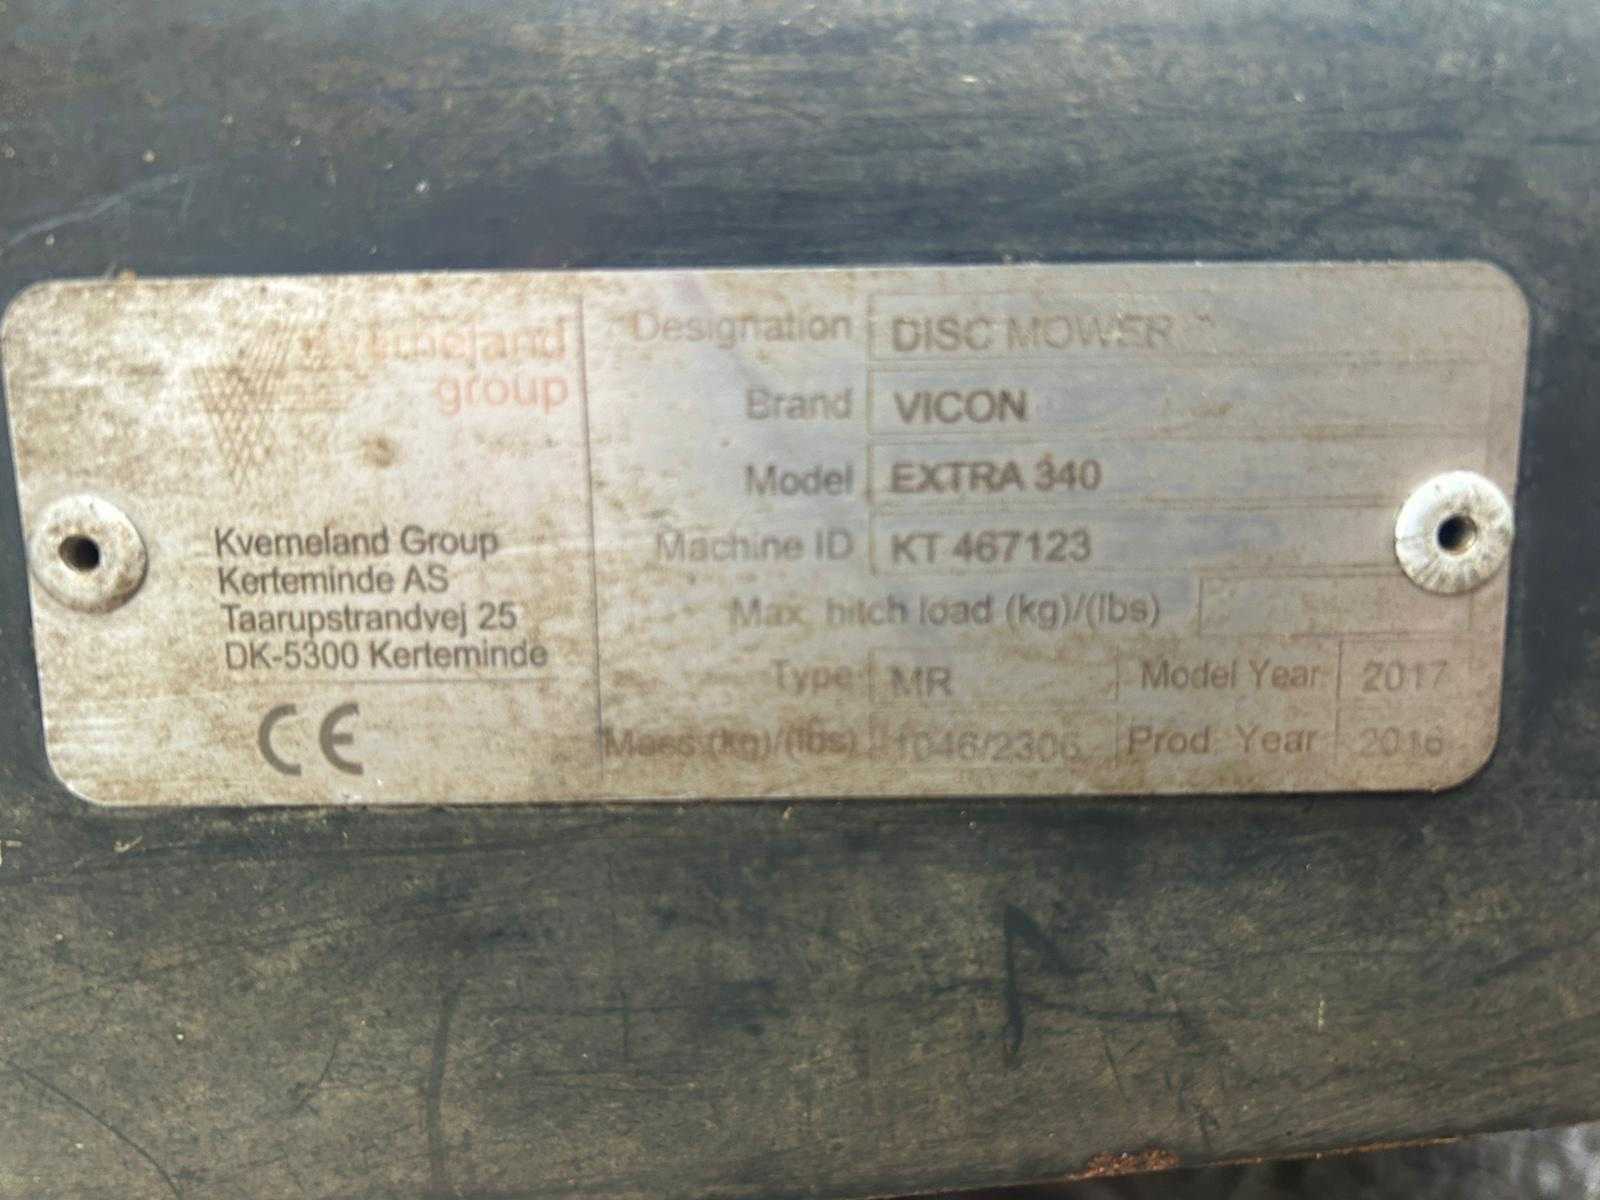 kverneland
group
Kverneland Group
Kerteminde AS
Taarupstrandvej 25
DK-5300 Kerteminde
CE
Designation DISC MOWER
Brand VICON
Model EXTRA 340
Machine ID KT 467123
Max. hitch load (kg)/(lbs)
Type MR Model Year 2017
Mass (kg)/(lbs) 1046/2306 Prod. Year 2016